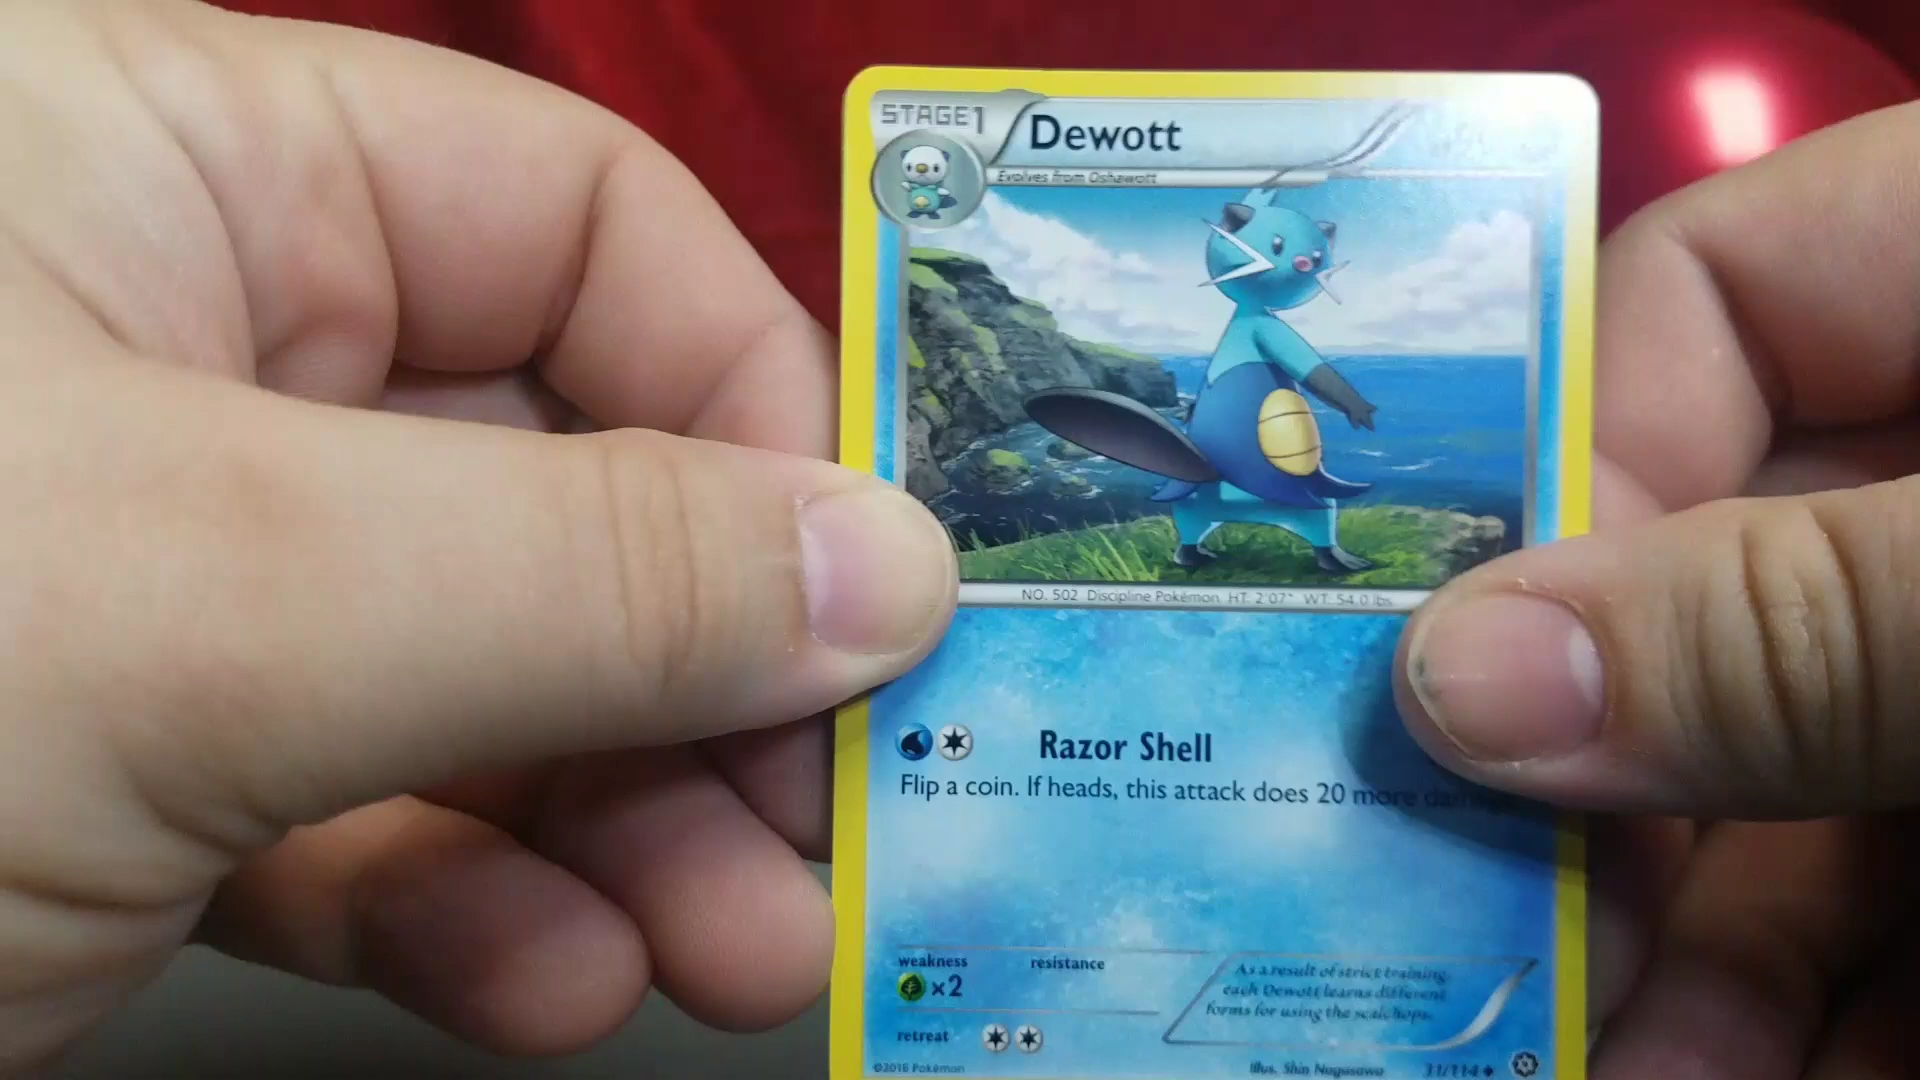 STAGE1
Dewott
Evolves from Oshawott
NO. 502 Discipline Pokémon HT: 2'07" WT: 54.0 lbs.
Razor Shell
Flip a coin. If heads, this attack does 20 more damage.
weakness
×2
resistance
As a result of strict training,
each Dewott learns different
forms for using the scalchops.
retreat
©2016 Pokémon
Illus. Shin Nagasawa
31/114